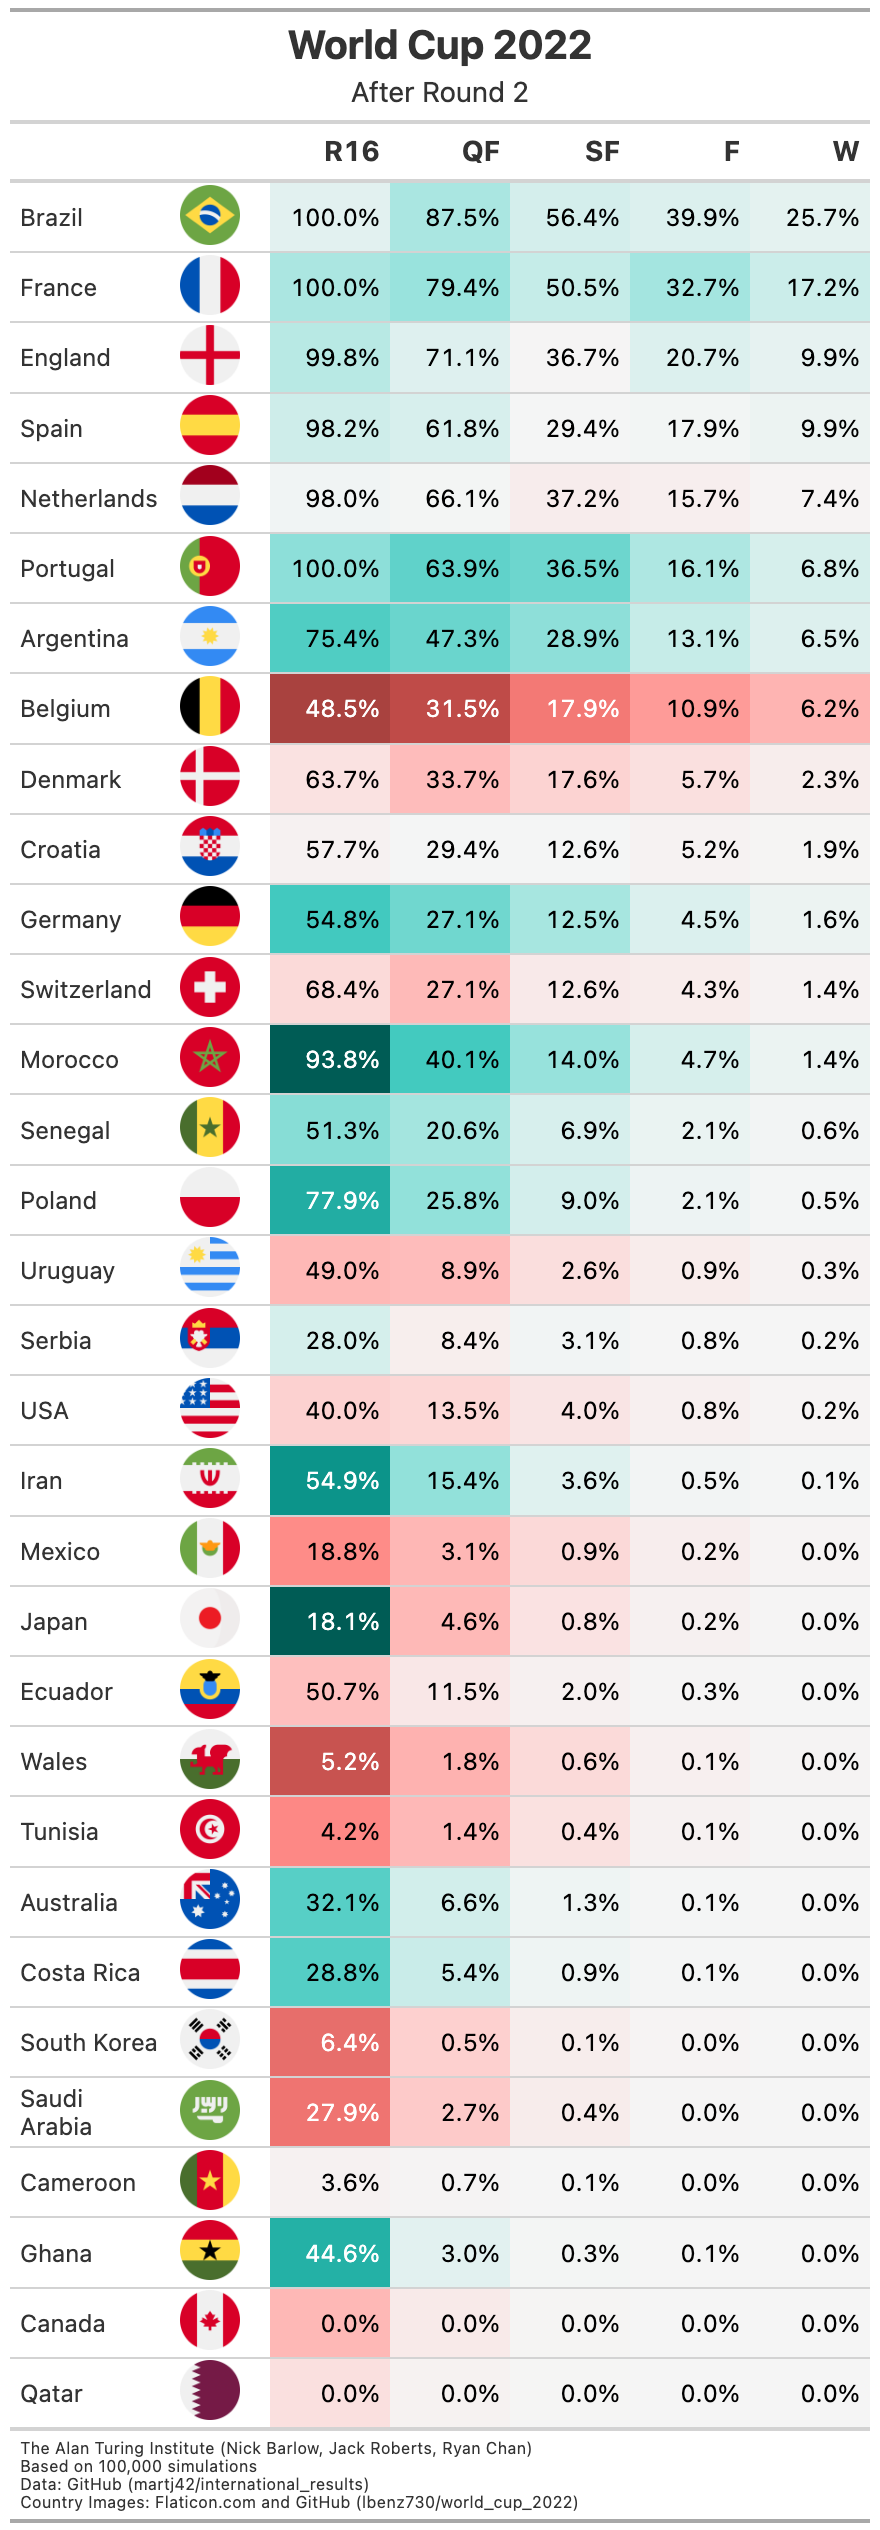 World Cup 2022
After Round 2
R16 QF SF F W
Brazil 100.0% 87.5% 56.4% 39.9% 25.7%
France 100.0% 79.4% 50.5% 32.7% 17.2%
England 99.8% 71.1% 36.7% 20.7% 9.9%
Spain 98.2% 61.8% 29.4% 17.9% 9.9%
Netherlands 98.0% 66.1% 37.2% 15.7% 7.4%
Portugal 100.0% 63.9% 36.5% 16.1% 6.8%
Argentina 75.4% 47.3% 28.9% 13.1% 6.5%
Belgium 48.5% 31.5% 17.9% 10.9% 6.2%
Denmark 63.7% 33.7% 17.6% 5.7% 2.3%
Croatia 57.7% 29.4% 12.6% 5.2% 1.9%
Germany 54.8% 27.1% 12.5% 4.5% 1.6%
Switzerland 68.4% 27.1% 12.6% 4.3% 1.4%
Morocco 93.8% 40.1% 14.0% 4.7% 1.4%
Senegal 51.3% 20.6% 6.9% 2.1% 0.6%
Poland 77.9% 25.8% 9.0% 2.1% 0.5%
Uruguay 49.0% 8.9% 2.6% 0.9% 0.3%
Serbia 28.0% 8.4% 3.1% 0.8% 0.2%
USA 40.0% 13.5% 4.0% 0.8% 0.2%
Iran 54.9% 15.4% 3.6% 0.5% 0.1%
Mexico 18.8% 3.1% 0.9% 0.2% 0.0%
Japan 18.1% 4.6% 0.8% 0.2% 0.0%
Ecuador 50.7% 11.5% 2.0% 0.3% 0.0%
Wales 5.2% 1.8% 0.6% 0.1% 0.0%
Tunisia 4.2% 1.4% 0.4% 0.1% 0.0%
Australia 32.1% 6.6% 1.3% 0.1% 0.0%
Costa Rica 28.8% 5.4% 0.9% 0.1% 0.0%
South Korea 6.4% 0.5% 0.1% 0.0% 0.0%
Saudi
Arabia 27.9% 2.7% 0.4% 0.0% 0.0%
Cameroon 3.6% 0.7% 0.1% 0.0% 0.0%
Ghana 44.6% 3.0% 0.3% 0.1% 0.0%
Canada 0.0% 0.0% 0.0% 0.0% 0.0%
Qatar 0.0% 0.0% 0.0% 0.0% 0.0%
The Alan Turing Institute (Nick Barlow, Jack Roberts, Ryan Chan)
Based on 100,000 simulations
Data: GitHub (martj42/international_results)
Country Images: Flaticon.com and GitHub (lbenz730/world_cup_2022)